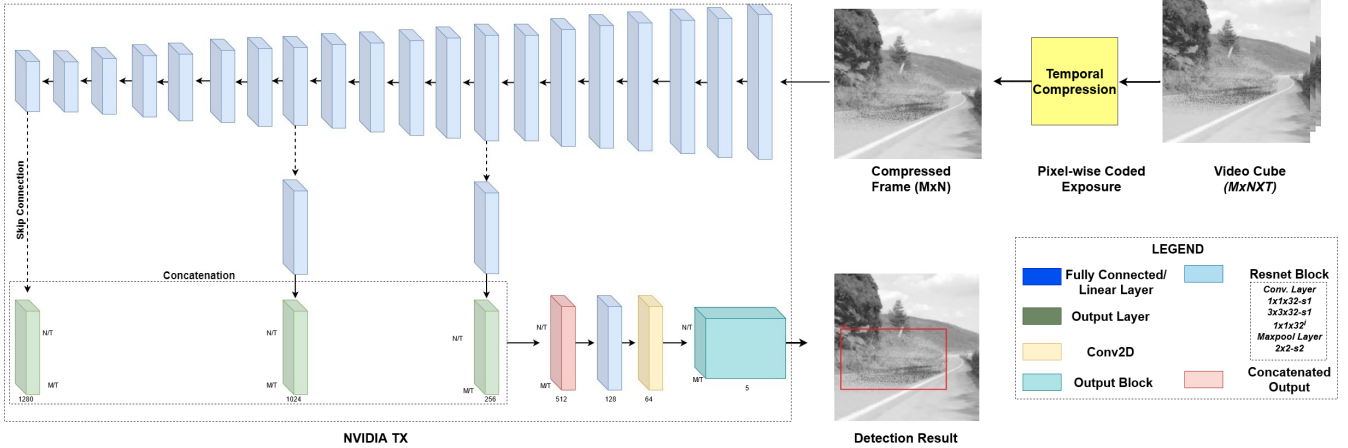 Temporal
Compression
Compressed
Frame (MxN)
Pixel-wise Coded
Exposure
Video Cube
(MxNXT)
Skip Connection
Concatenation
N/T
M/T
1280
N/T
M/T
1024
N/T
M/T
256
N/T
M/T
512
128
64
N/T
M/T
5
NVIDIA TX
Detection Result
LEGEND
Fully Connected/
Linear Layer
Output Layer
Conv2D
Output Block
Resnet Block
Conv. Layer
1x1x32-s1
3x3x32-s1
1x1x32ⁱ
Maxpool Layer
2x2-s2
Concatenated
Output